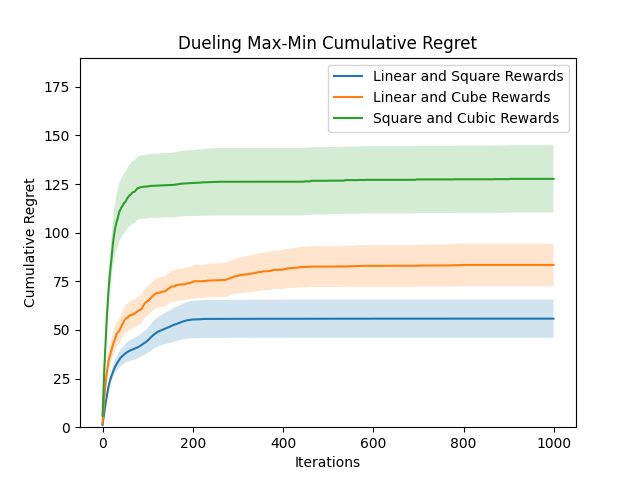 Dueling Max-Min Cumulative Regret
Linear and Square Rewards
Linear and Cube Rewards
Square and Cubic Rewards
Cumulative Regret
175
150
125
100
75
50
25
0
0 200 400 600 800 1000
Iterations